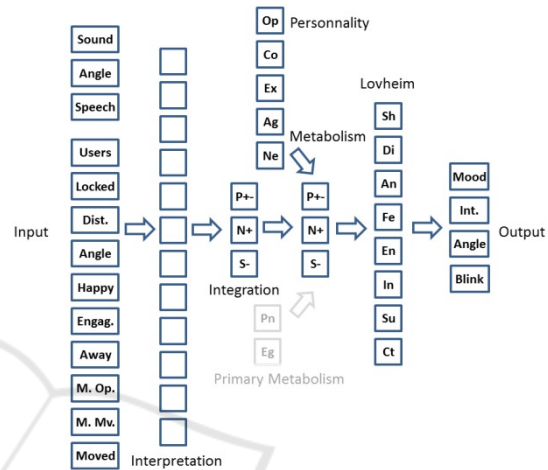 Sound
Angle
Speech
Users
Locked
Dist.
Angle
Happy
Engag.
Away
M. Op.
M. Mv.
Moved
Input
Interpretation
P+-
N+
S-
Integration
Op
Co
Ex
Ag
Ne
Personnality
Metabolism
P+-
N+
S-
Pn
Eg
Primary Metabolism
Lovheim
Sh
Di
An
Fe
En
In
Su
Ct
Mood
Int.
Angle
Blink
Output